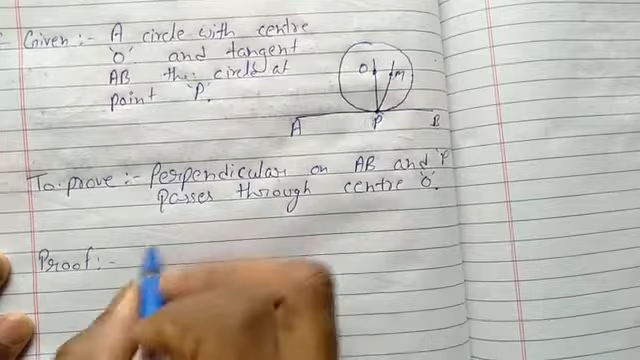 Given :- A circle with centre
'O' and tangent
AB the circle at
point 'P'.
O M
A P B
To prove :- Perpendicular on AB and 'P
passes through centre 'O'.
Proof :-